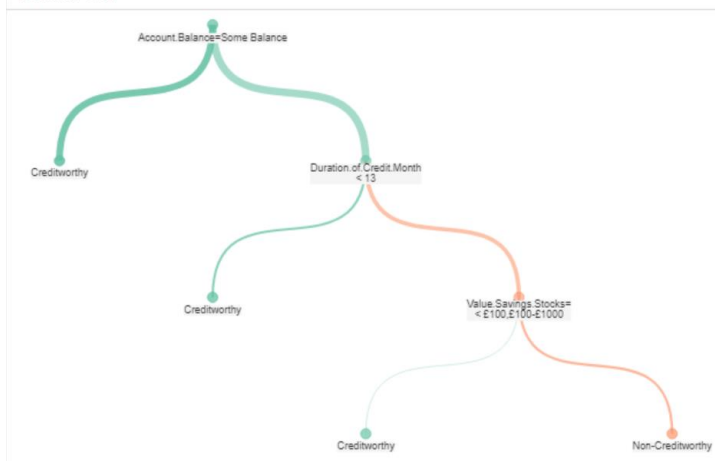 Account.Balance=Some Balance
Creditworthy
Duration.of.Credit.Month
< 13
Creditworthy
Value.Savings.Stocks=
< £100,£100-£1000
Creditworthy
Non-Creditworthy